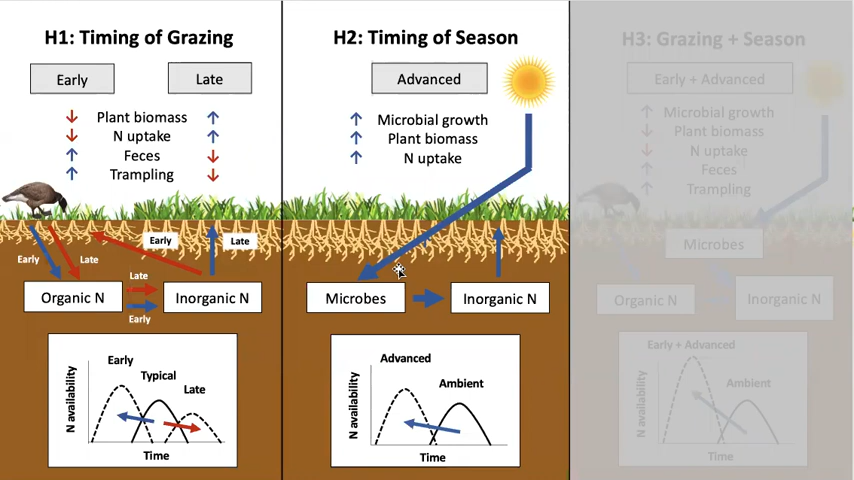 H1: Timing of Grazing
Early
Late
↓ Plant biomass ↑
↓ N uptake ↑
↑ Feces ↓
↑ Trampling ↓
Early
Late
Early
Late
Organic N
Late
Early
Inorganic N
Early
Typical
Late
N availability
Time
H2: Timing of Season
Advanced
↑ Microbial growth
↑ Plant biomass
↑ N uptake
Microbes
Inorganic N
Advanced
Ambient
N availability
Time
H3: Grazing + Season
Early + Advanced
↑ Microbial growth
↓ Plant biomass
↓ N uptake
↑ Feces
↑ Trampling
Microbes
Organic N
Inorganic N
Early + Advanced
Ambient
N availability
Time